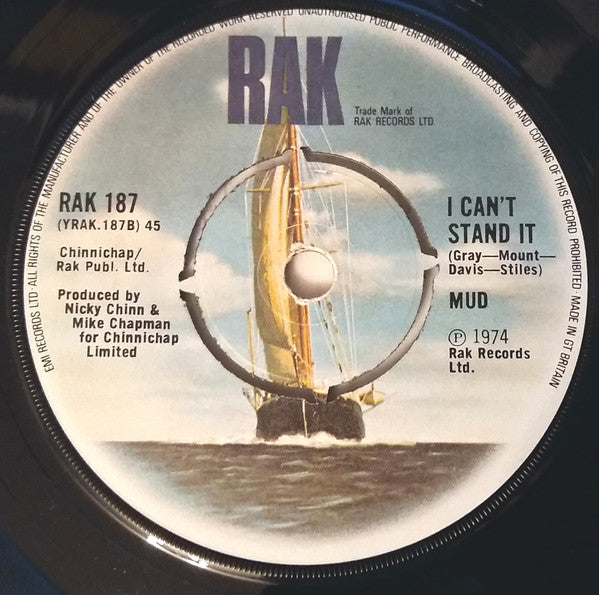 EMI RECORDS LTD·ALL RIGHTS OF THE MANUFACTURER AND OF THE OWNER OF THE RECORDED WORK RESERVED UNAUTHORISED PUBLIC PERFORMANCE BROADCASTING AND COPYING OF THIS RECORD PROHIBITED·MADE IN GT BRITAIN
RAK
Trade Mark of
RAK RECORDS LTD
RAK 187
(YRAK.187B) 45
Chinnichap/
Rak Publ. Ltd.
Produced by
Nicky Chinn &
Mike Chapman
for Chinnichap
Limited
I CAN'T
STAND IT
(Gray—Mount—
Davis—Stiles)
MUD
Ⓟ 1974
Rak Records
Ltd.